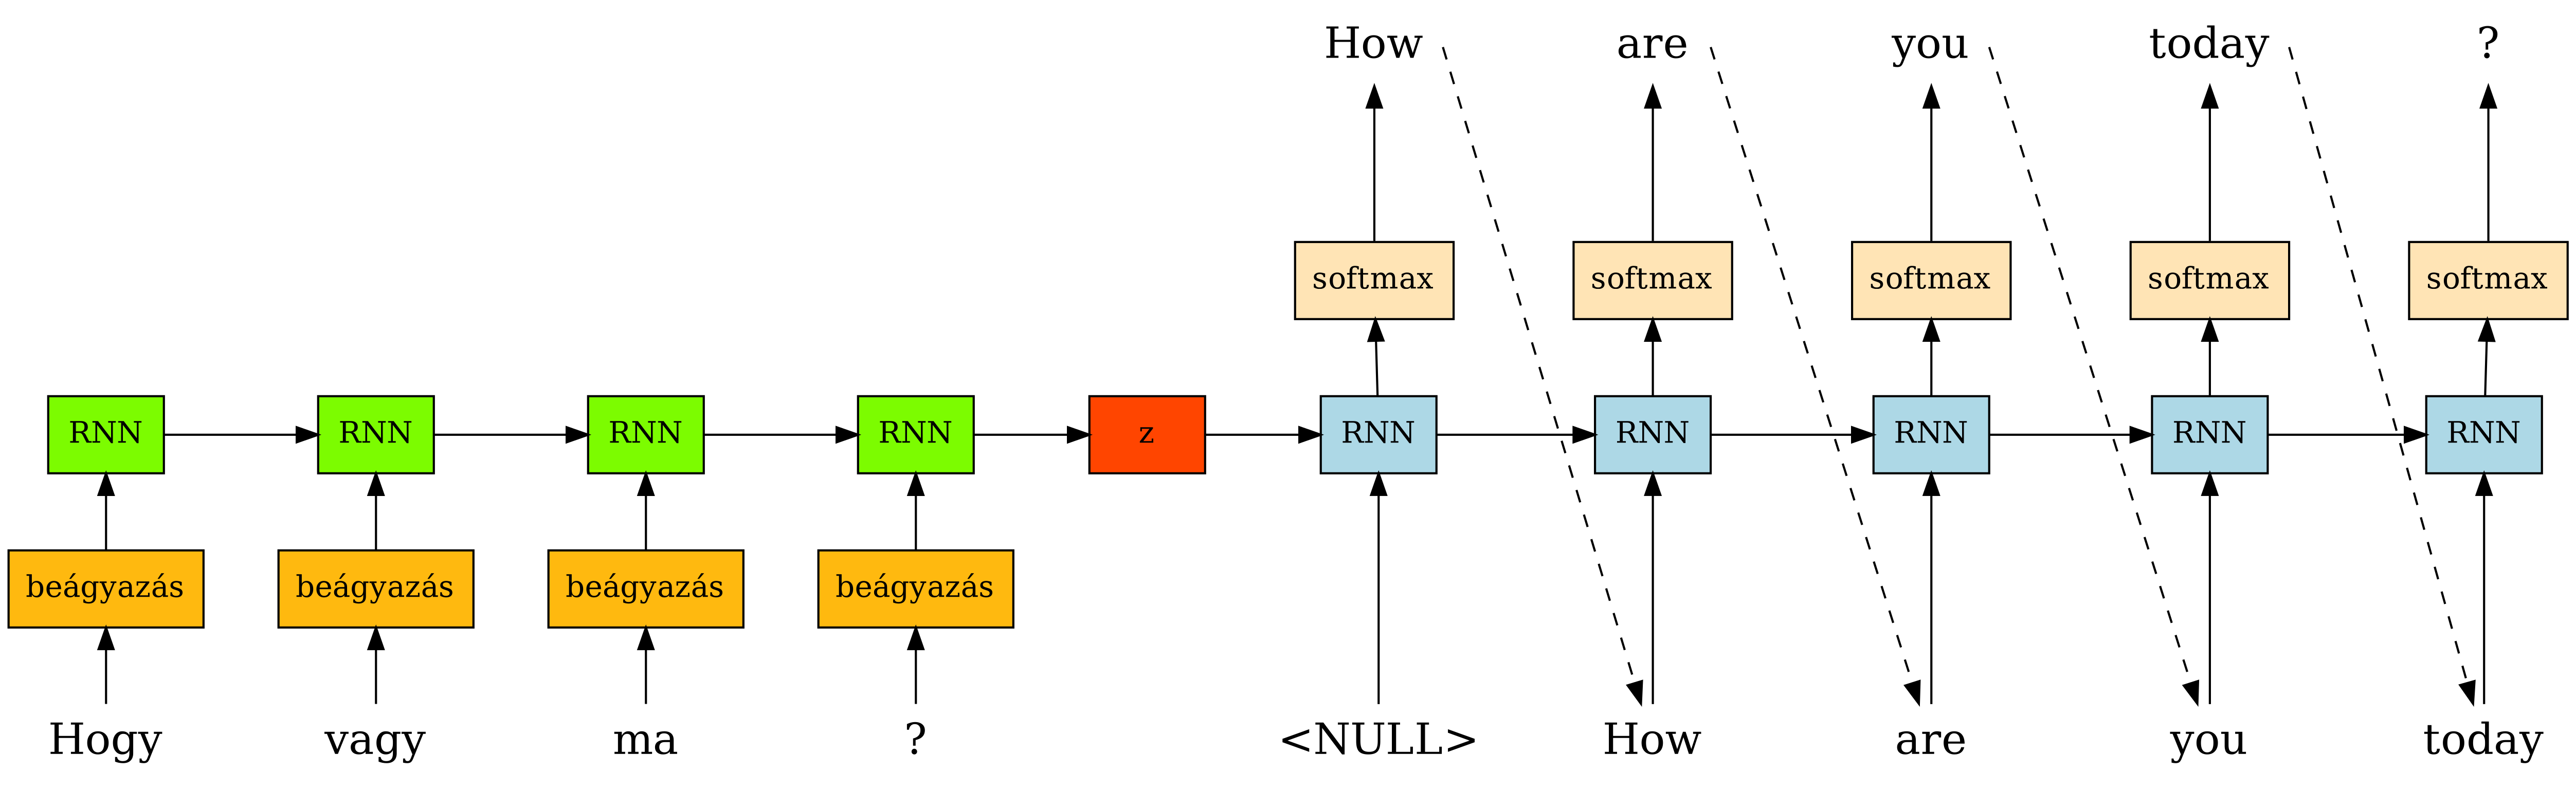 How are you today ?
softmax softmax softmax softmax softmax
RNN RNN RNN RNN z RNN RNN RNN RNN RNN
beágyazás beágyazás beágyazás beágyazás
Hogy vagy ma ? <NULL> How are you today